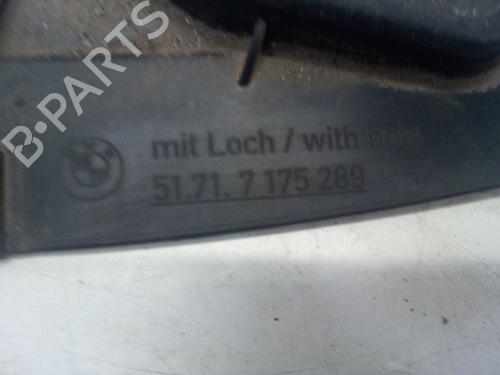 mit Loch / with hole
51.71. 7 175 289
B-PARTS